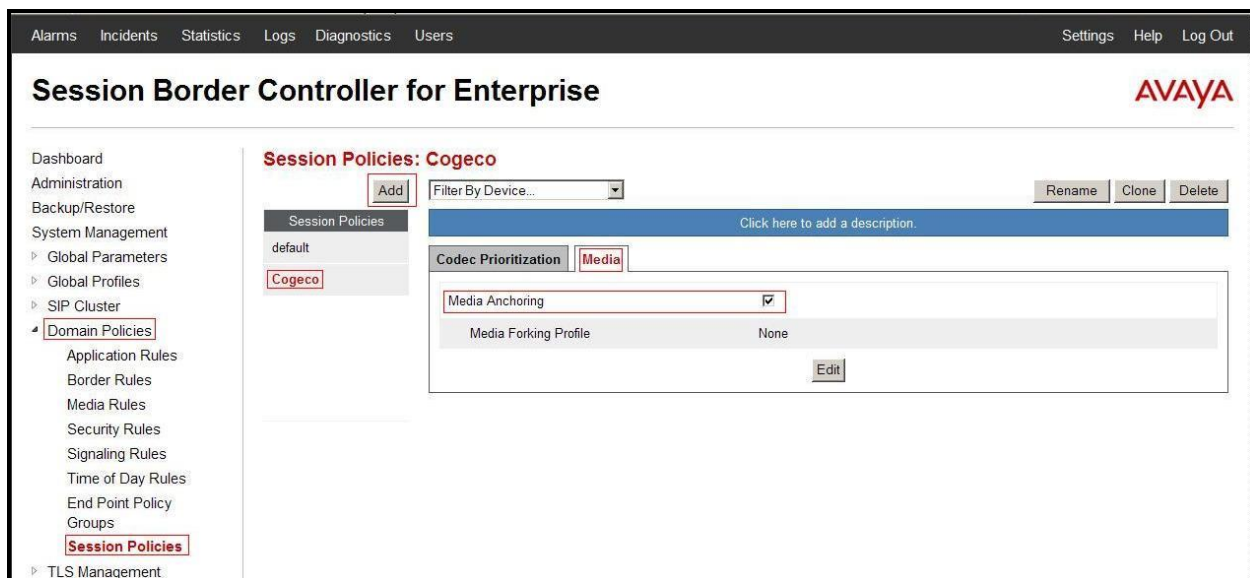 Alarms Incidents Statistics Logs Diagnostics Users Settings Help Log Out
Session Border Controller for Enterprise
AVAYA
Dashboard
Administration
Backup/Restore
System Management
Global Parameters
Global Profiles
SIP Cluster
Domain Policies
Application Rules
Border Rules
Media Rules
Security Rules
Signaling Rules
Time of Day Rules
End Point Policy
Groups
Session Policies
TLS Management
Session Policies: Cogeco
Add
Filter By Device...
Rename Clone Delete
Session Policies
default
Cogeco
Click here to add a description.
Codec Prioritization Media
Media Anchoring
Media Forking Profile None
Edit